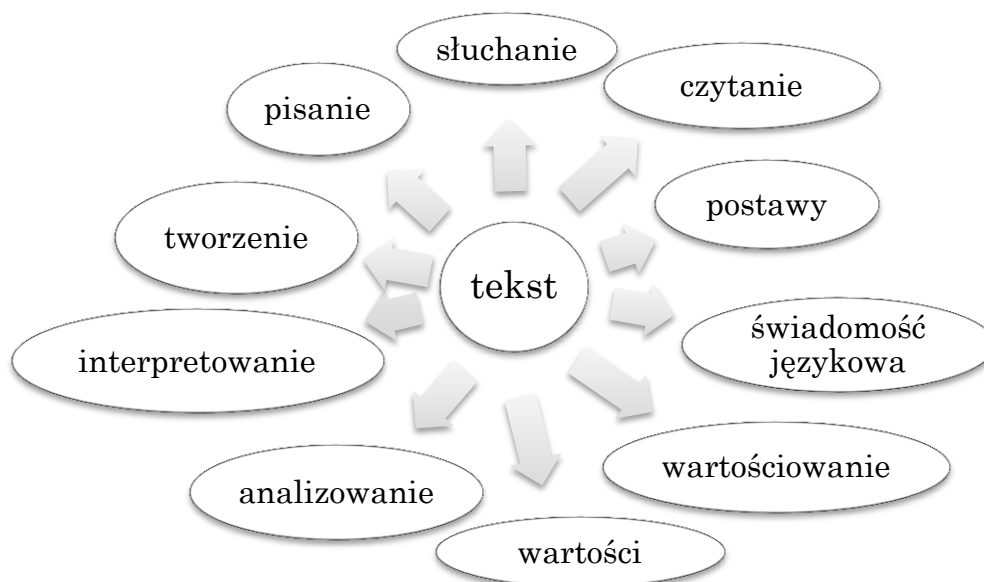 słuchanie
czytanie
pisanie
postawy
tworzenie
tekst
świadomość
językowa
interpretowanie
wartościowanie
analizowanie
wartości